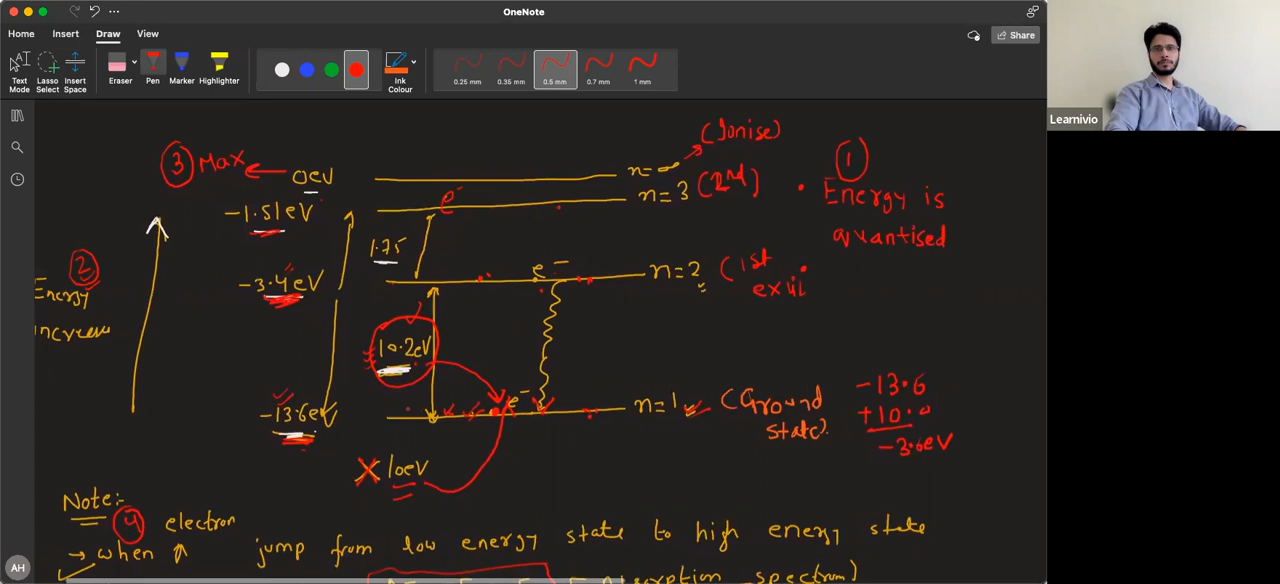 OneNote
Home Insert Draw View
Share
Text Mode
Lasso Select
Insert Space
Eraser
Pen
Marker
Highlighter
Ink Colour
0.25 mm
0.35 mm
0.5 mm
0.7 mm
1 mm
Learnivio
3 Max
0eV
n=∞
(Ionise)
-1.51eV
e⁻
n=3 (2nd)
1
• Energy is
quantised
1.75
2
Energy
-3.4eV
e⁻
n=2
(1st
10.2eV
-13.6eV
e⁻
n=1
(Ground
state)
-13.6
+10.0
-3.6eV
X 10eV
Note:-
4
→ when
electron
jump from low energy state to high energy state
spectrum)
AH